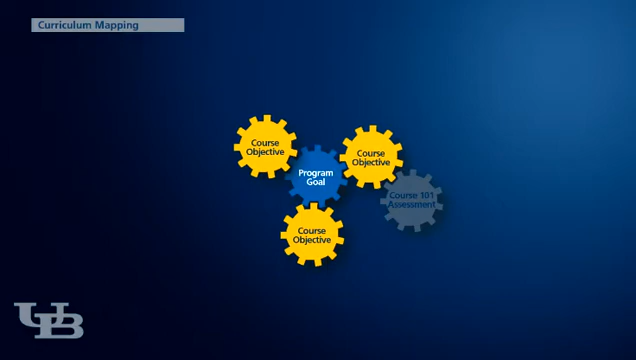 Curriculum Mapping
Course
Objective
Course
Objective
Program
Goal
Course 101
Assessment
Course
Objective
UB